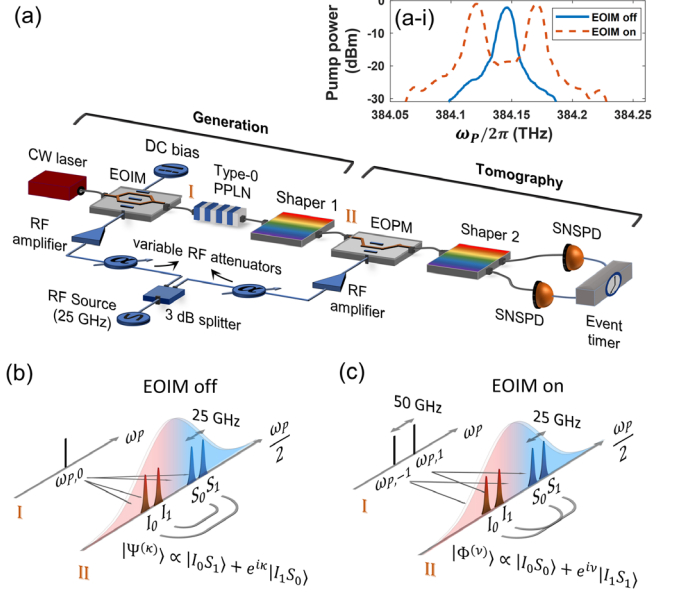 (a)
(a-i)
Pump power
(dBm)
0
-10
-20
-30
EOIM off
EOIM on
384.05
384.1
384.15
384.2
384.25
ω_P/2π (THz)
Generation
Tomography
CW laser
EOIM
DC bias
I
Type-0
PPLN
Shaper 1
II
EOPM
Shaper 2
SNSPD
SNSPD
Event
timer
RF
amplifier
variable RF attenuators
α
α
RF
amplifier
RF Source
(25 GHz)
3 dB splitter
(b)
EOIM off
25 GHz
ω_P
ω_P/2
ω_{P,0}
I
I_0
I_1
S_0
S_1
II
|Ψ^{(κ)}⟩ ∝ |I_0S_1⟩ + e^{iκ}|I_1S_0⟩
(c)
EOIM on
50 GHz
25 GHz
ω_P
ω_P/2
ω_{P,-1}
ω_{P,1}
I
I_0
I_1
S_0
S_1
II
|Φ^{(ν)}⟩ ∝ |I_0S_0⟩ + e^{iν}|I_1S_1⟩